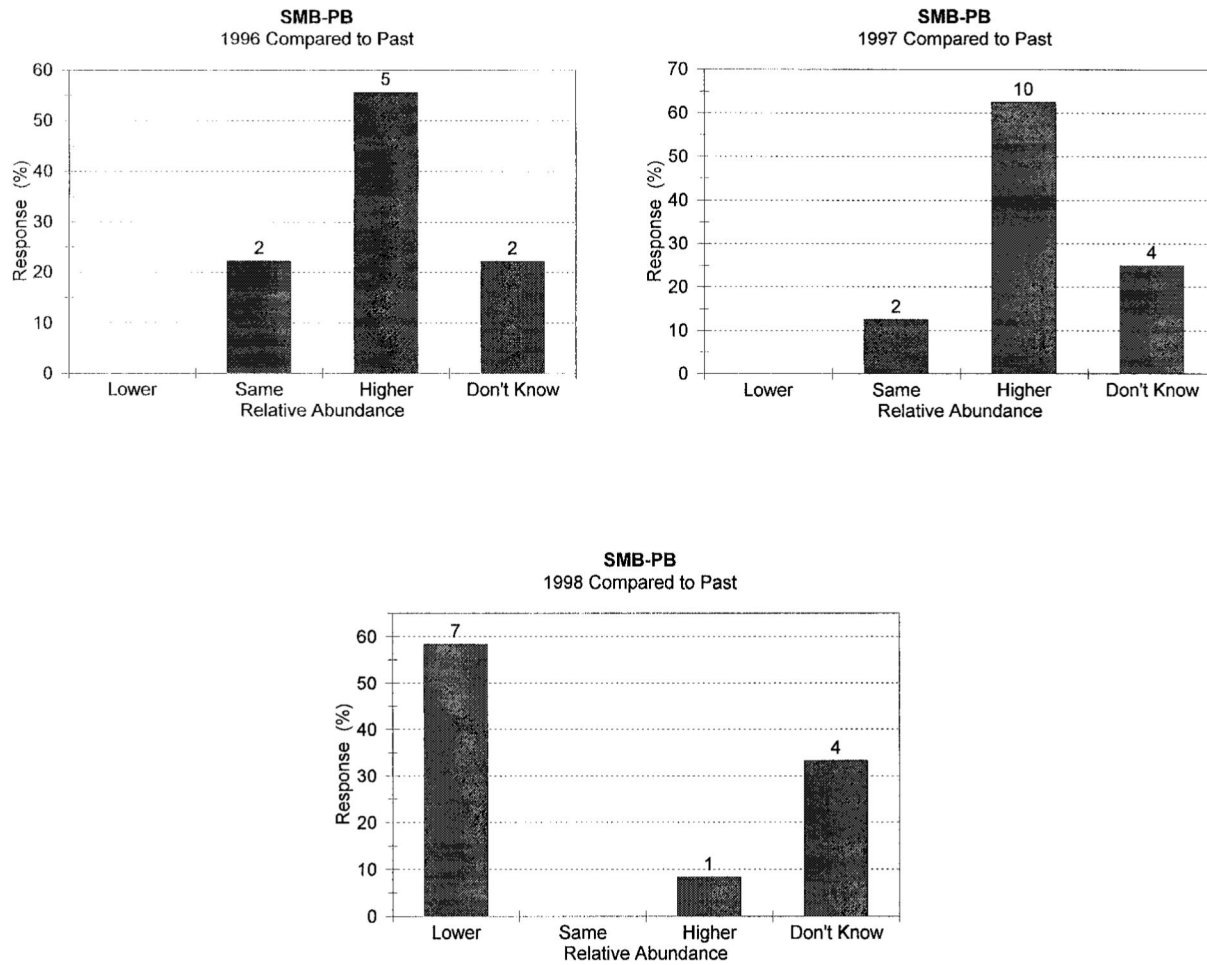 SMB-PB
1996 Compared to Past
60
50
40
30
20
10
0
Response (%)
5
2
2
Lower Same Higher Don't Know
Relative Abundance
SMB-PB
1997 Compared to Past
70
60
50
40
30
20
10
0
Response (%)
10
2
4
Lower Same Higher Don't Know
Relative Abundance
SMB-PB
1998 Compared to Past
60
50
40
30
20
10
0
Response (%)
7
1
4
Lower Same Higher Don't Know
Relative Abundance